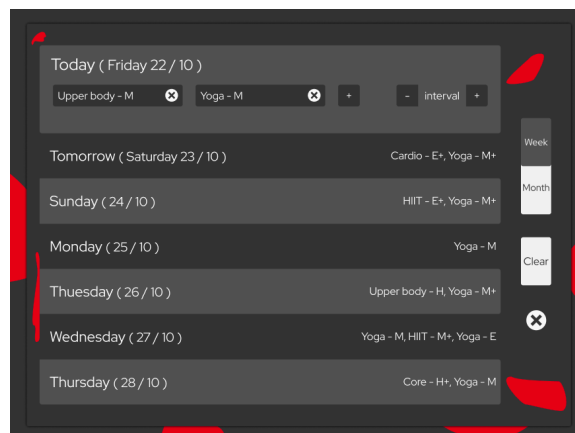 Today ( Friday 22 / 10 )
Upper body - M
Yoga - M
+
- interval +
Tomorrow ( Saturday 23 / 10 )
Cardio - E+, Yoga - M+
Sunday ( 24 / 10 )
HIIT - E+, Yoga - M+
Monday ( 25 / 10 )
Yoga - M
Thuesday ( 26 / 10 )
Upper body - H, Yoga - M+
Wednesday ( 27 / 10 )
Yoga - M, HIIT - M+, Yoga - E
Thursday ( 28 / 10 )
Core - H+, Yoga - M
Week
Month
Clear